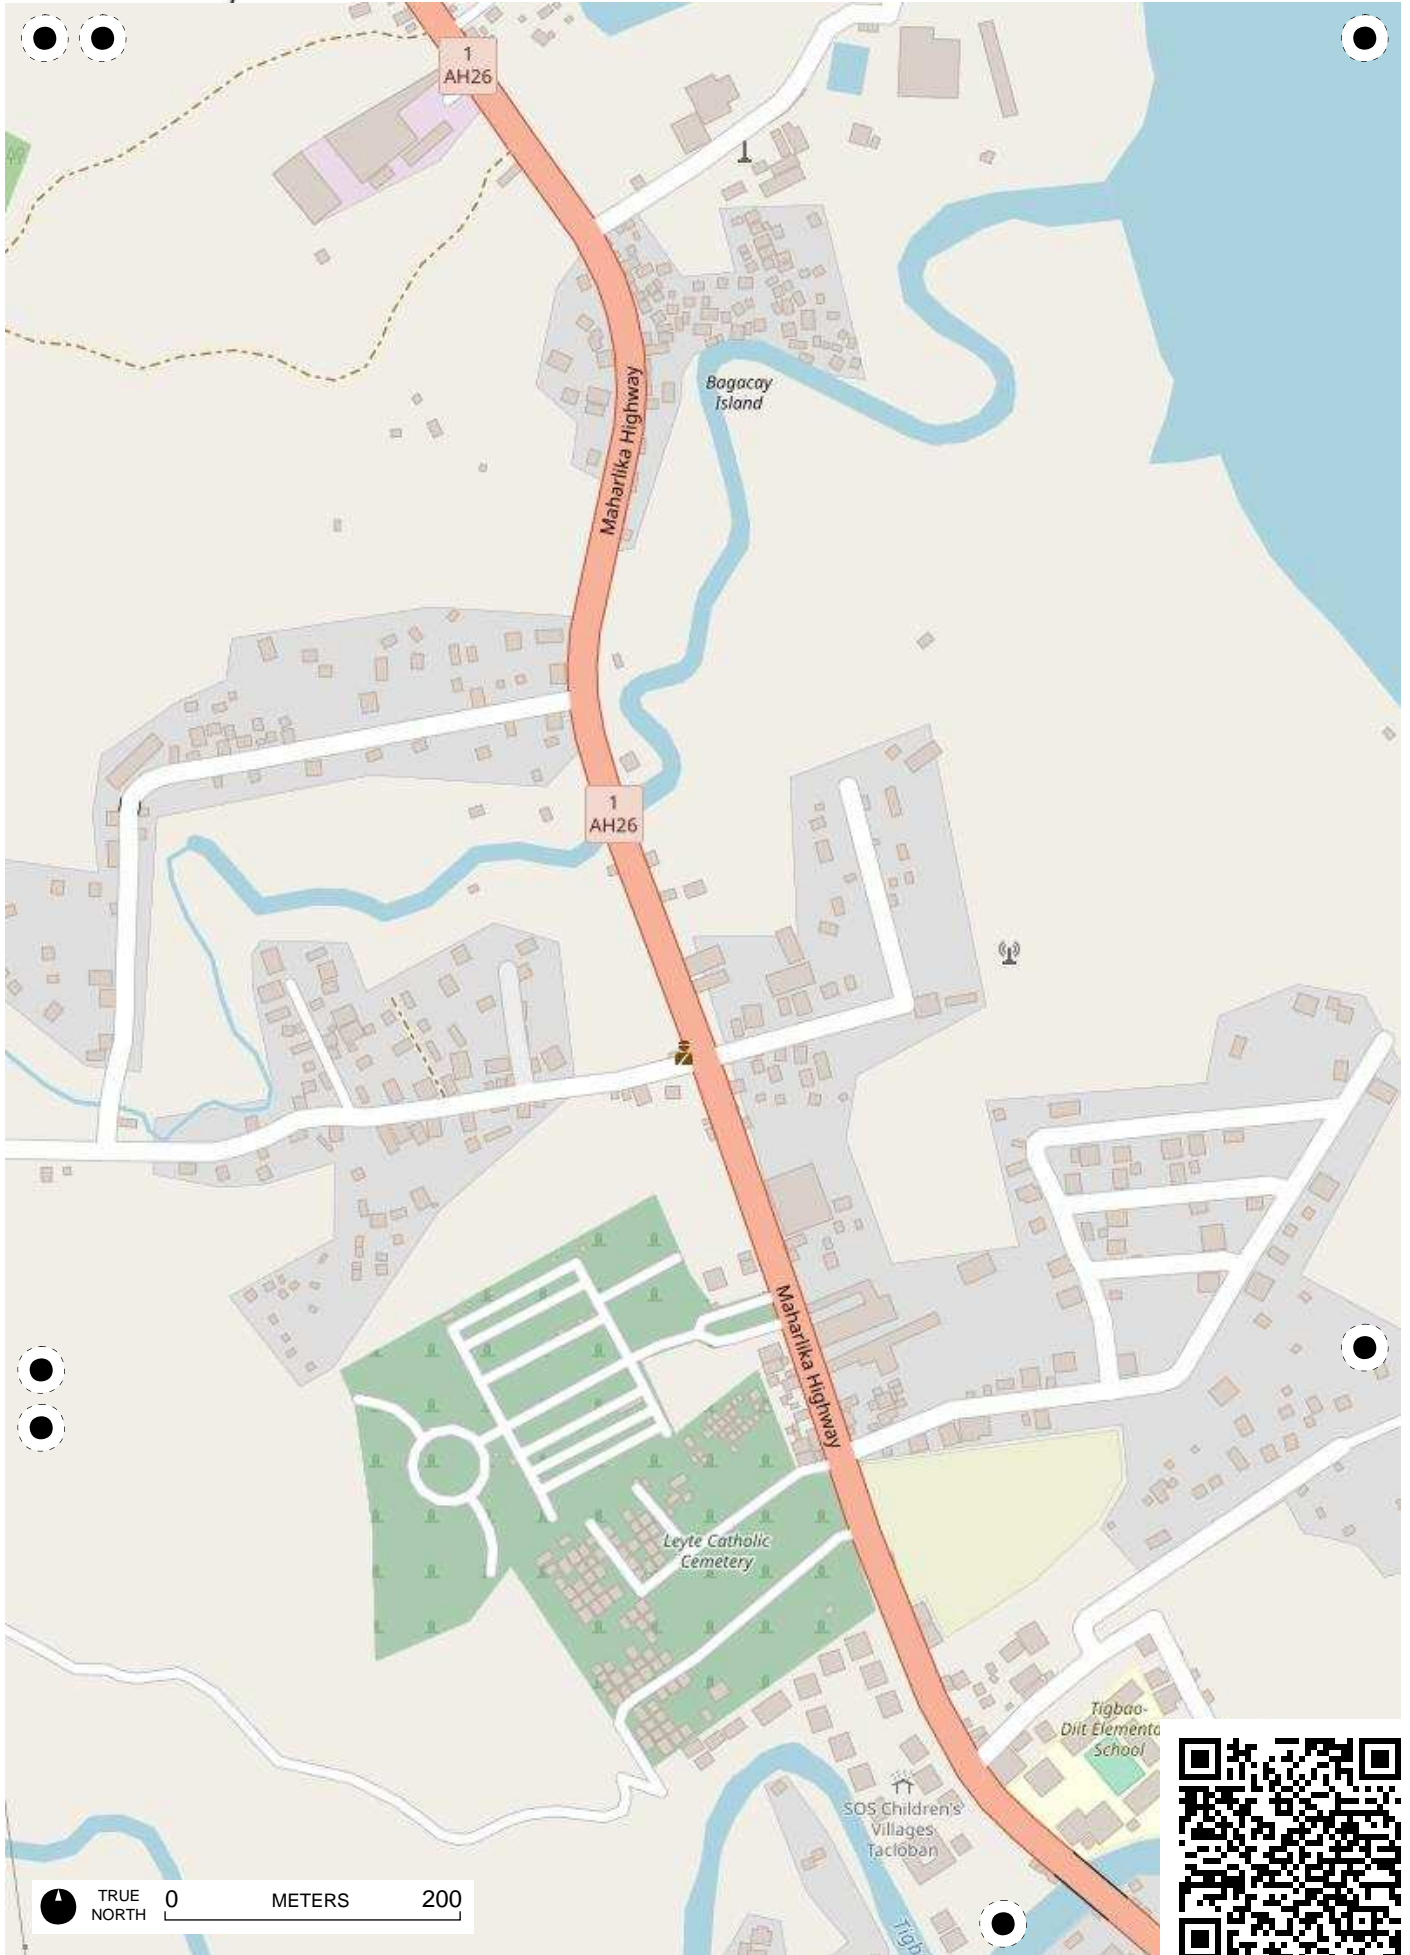 1
AH26
Bagacay
Island
Maharlika Highway
1
AH26
Maharlika Highway
Leyte Catholic
Cemetery
Tigbao-
Diit Elementa
School
SOS Children's
Villages
Tacloban
Tigb
TRUE
NORTH
0 METERS 200